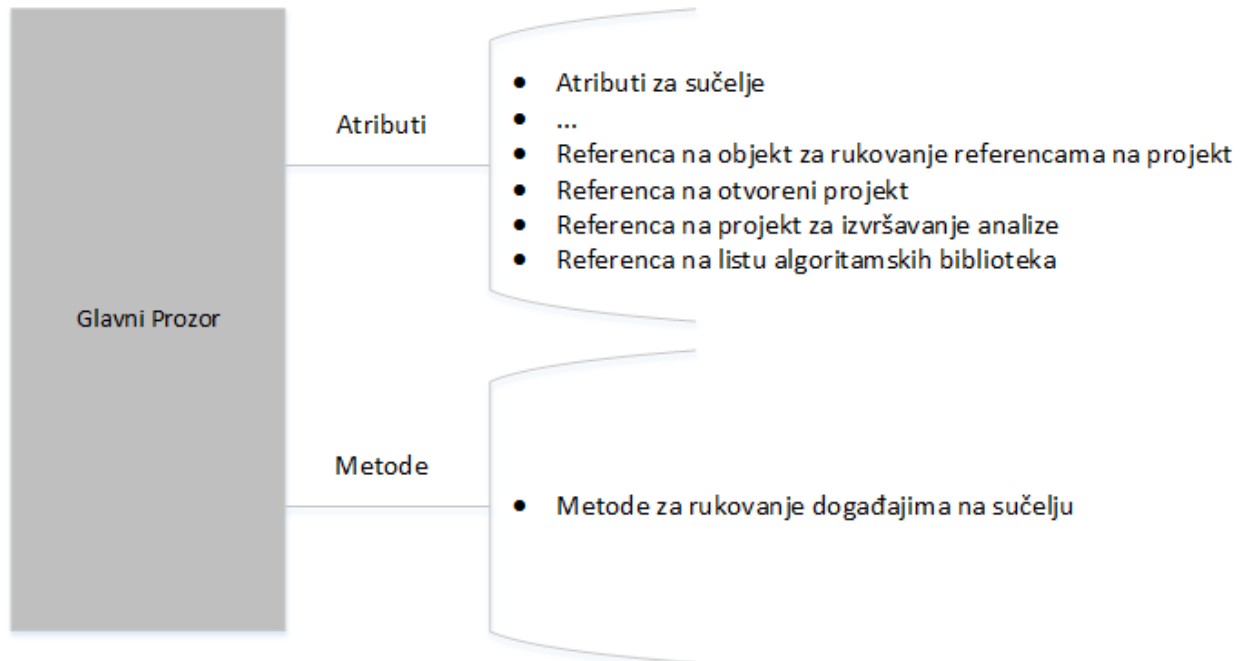 Glavni Prozor
Atributi
● Atributi za sučelje
● ...
● Referenca na objekt za rukovanje referencama na projekt
● Referenca na otvoreni projekt
● Referenca na projekt za izvršavanje analize
● Referenca na listu algoritamskih biblioteka
Metode
● Metode za rukovanje događajima na sučelju